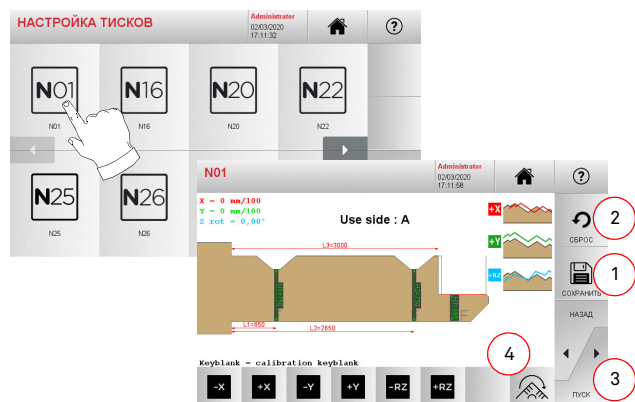 НАСТРОЙКА ТИСКОВ
Administrator
02/03/2020
17:11:32
?
N01 N16 N20 N22
N01 N16 N20 N22
N25 N26
N25 N26
N01
Administrator
02/03/2020
17:11:58
?
X = 0 mm/100
Y = 0 mm/100
Z rot = 0,00°
Use side : A
+X
+Y
+RZ
L3=3000
L1=650
L2=2650
F
Keyblank = calibration keyblank
-X +X -Y +Y -RZ +RZ
СБРОС
2
СОХРАНИТЬ
1
НАЗАД
4
ПУСК
3